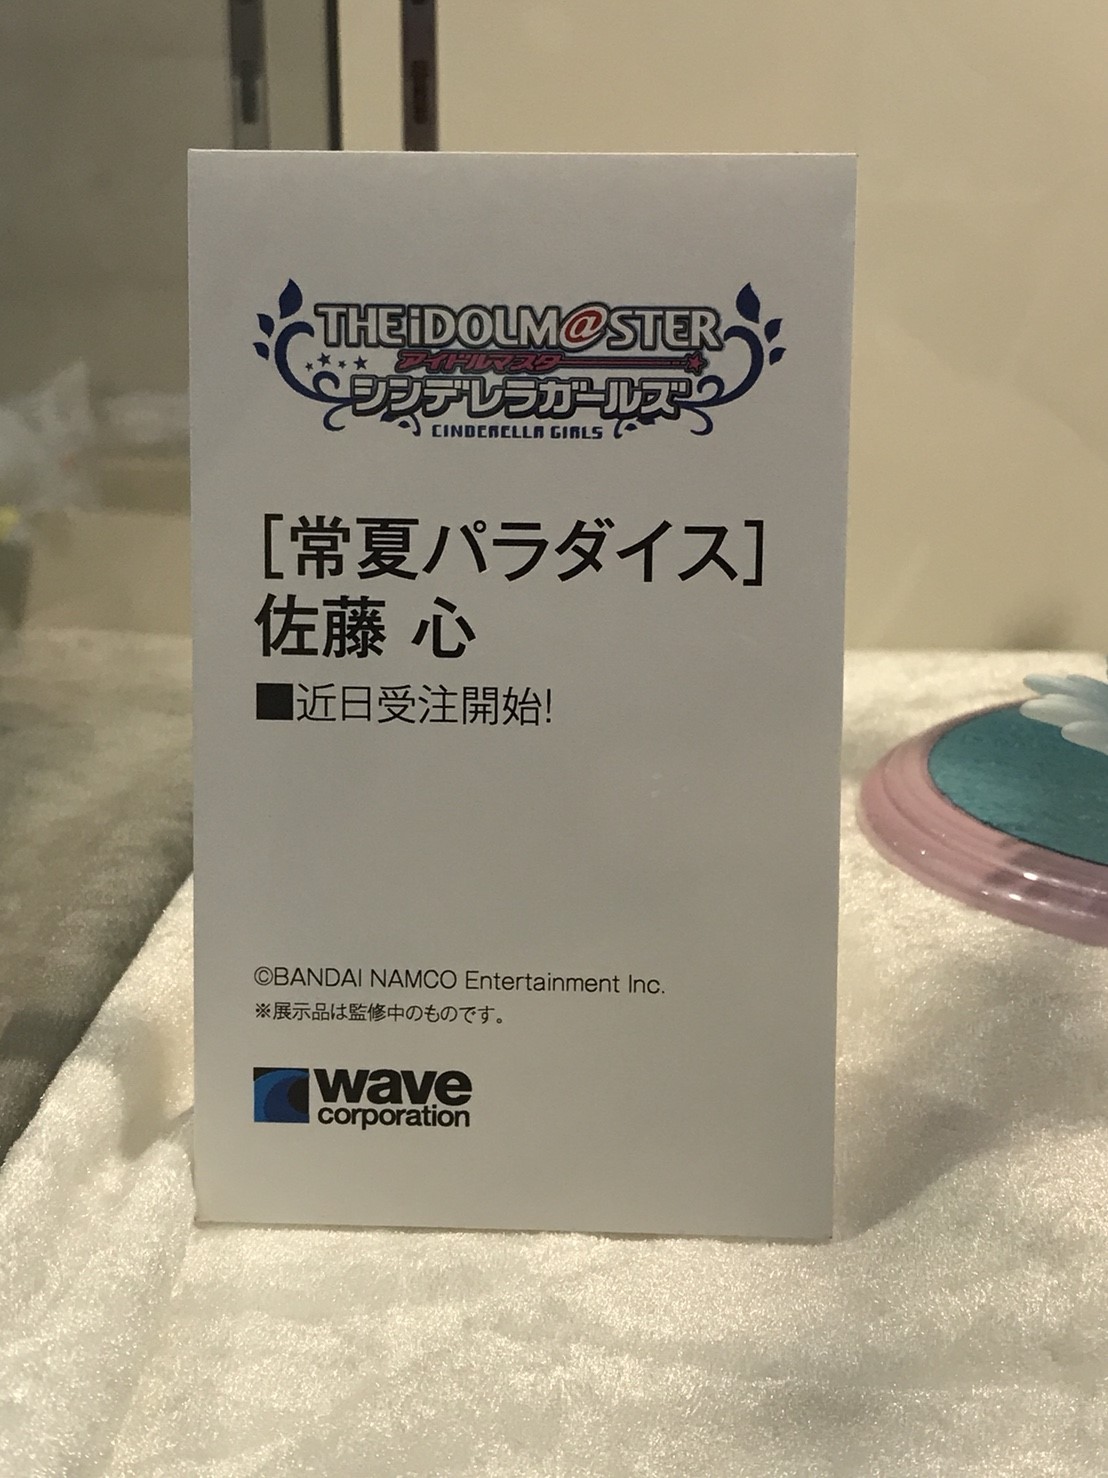 THE iDOLM@STER
アイドルマスター
シンデレラガールズ
CINDERELLA GIRLS
[常夏パラダイス]
佐藤 心
■近日受注開始!
©BANDAI NAMCO Entertainment Inc.
※展示品は監修中のものです。
wave
corporation